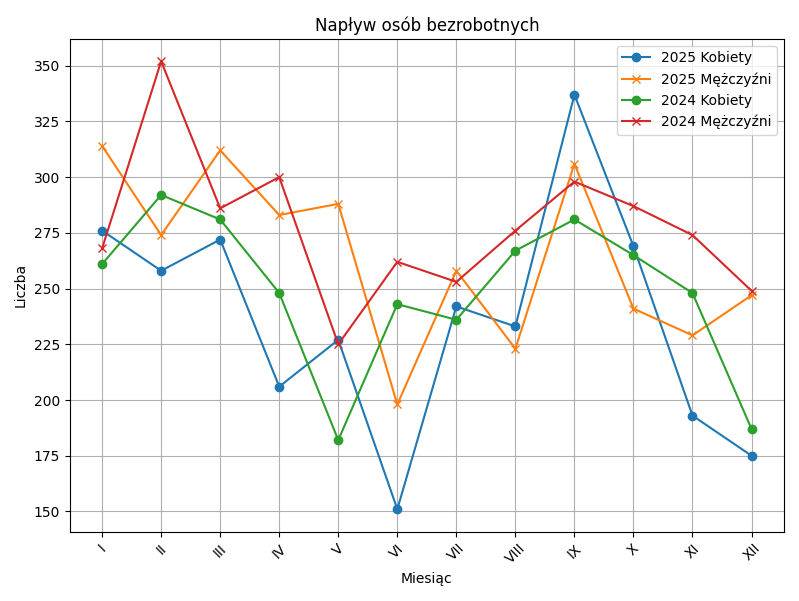 Napływ osób bezrobotnych
2025 Kobiety
2025 Mężczyźni
2024 Kobiety
2024 Mężczyźni
Liczba
350
325
300
275
250
225
200
175
150
I II III IV V VI VII VIII IX X XI XII
Miesiąc